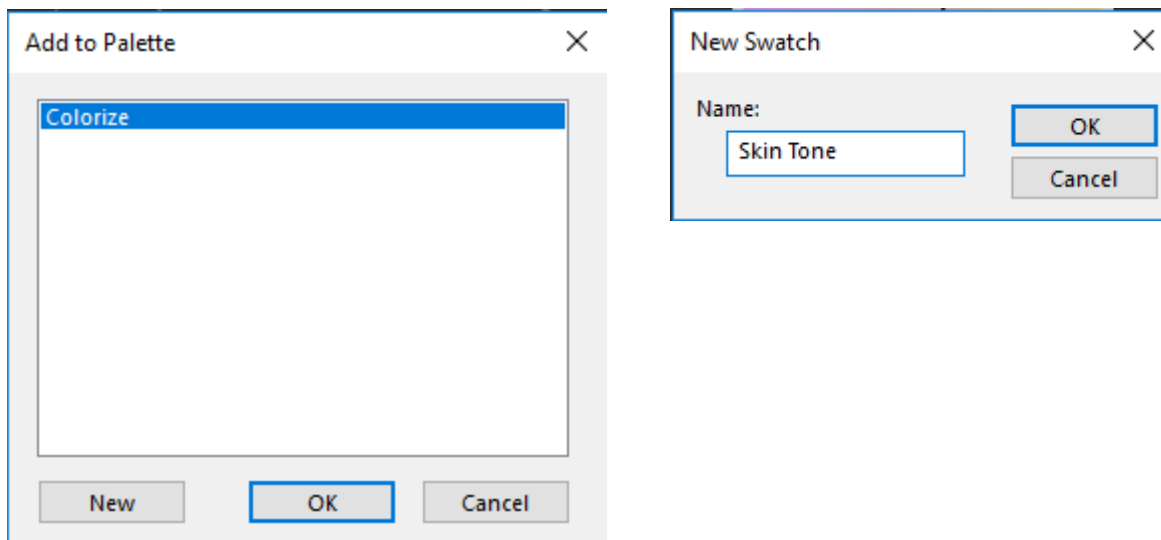 Add to Palette
Colorize
New
OK
Cancel
New Swatch
Name:
Skin Tone
OK
Cancel